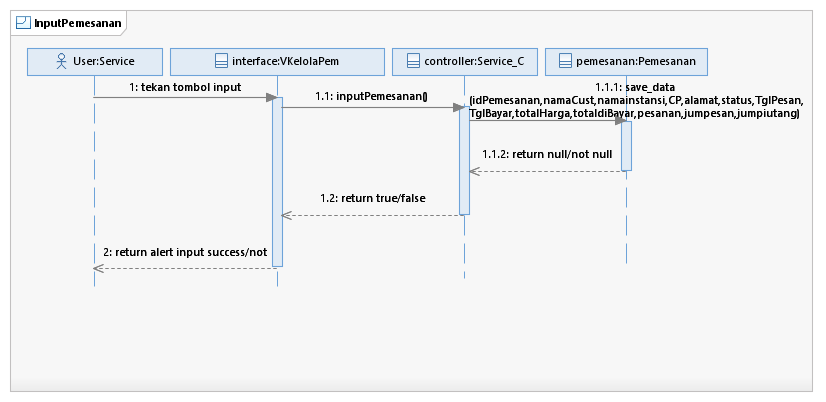 InputPemesanan
User:Service
interface:VKelolaPem
controller:Service_C
pemesanan:Pemesanan
1: tekan tombol input
1.1: inputPemesanan()
1.1.1: save_data
(idPemesanan,namaCust,namainstansi,CP,alamat,status,TglPesan,
TglBayar,totalHarga,totaldiBayar,pesanan,jumpesan,jumpiutang)
1.1.2: return null/not null
1.2: return true/false
2: return alert input success/not